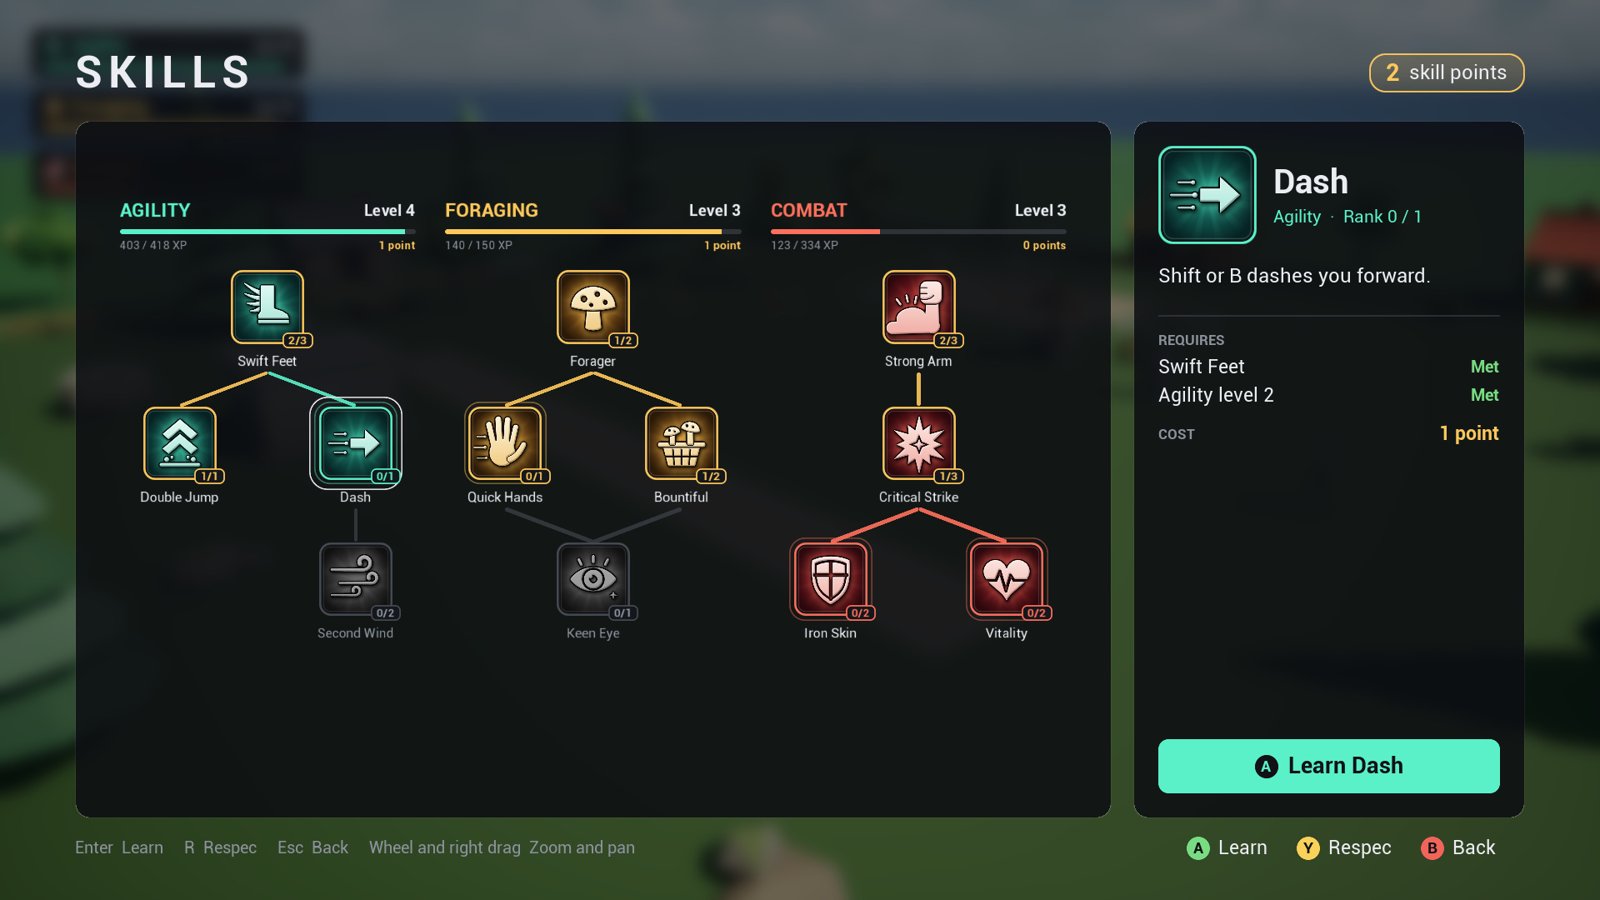 SKILLS
2 skill points
AGILITY Level 4
403 / 418 XP 1 point
FORAGING Level 3
140 / 150 XP 1 point
COMBAT Level 3
123 / 334 XP 0 points
2/3
Swift Feet
1/2
Forager
2/3
Strong Arm
1/1
Double Jump
0/1
Dash
0/1
Quick Hands
1/2
Bountiful
1/3
Critical Strike
0/2
Second Wind
0/1
Keen Eye
0/2
Iron Skin
0/2
Vitality
Dash
Agility · Rank 0 / 1
Shift or B dashes you forward.
REQUIRES
Swift Feet Met
Agility level 2 Met
COST 1 point
A Learn Dash
Enter Learn R Respec Esc Back Wheel and right drag Zoom and pan
A Learn Y Respec B Back